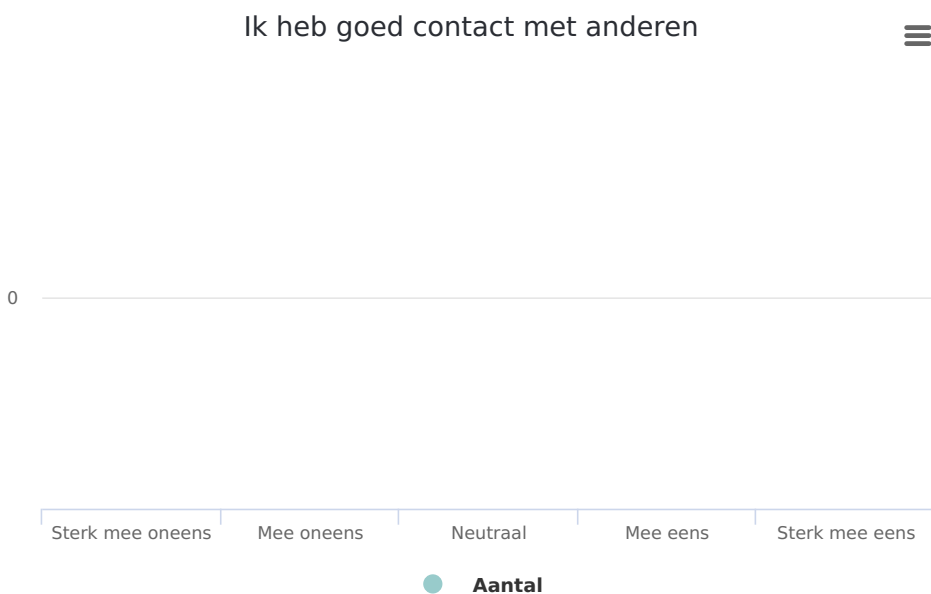 Ik heb goed contact met anderen
0
Sterk mee oneens Mee oneens Neutraal Mee eens Sterk mee eens
Aantal